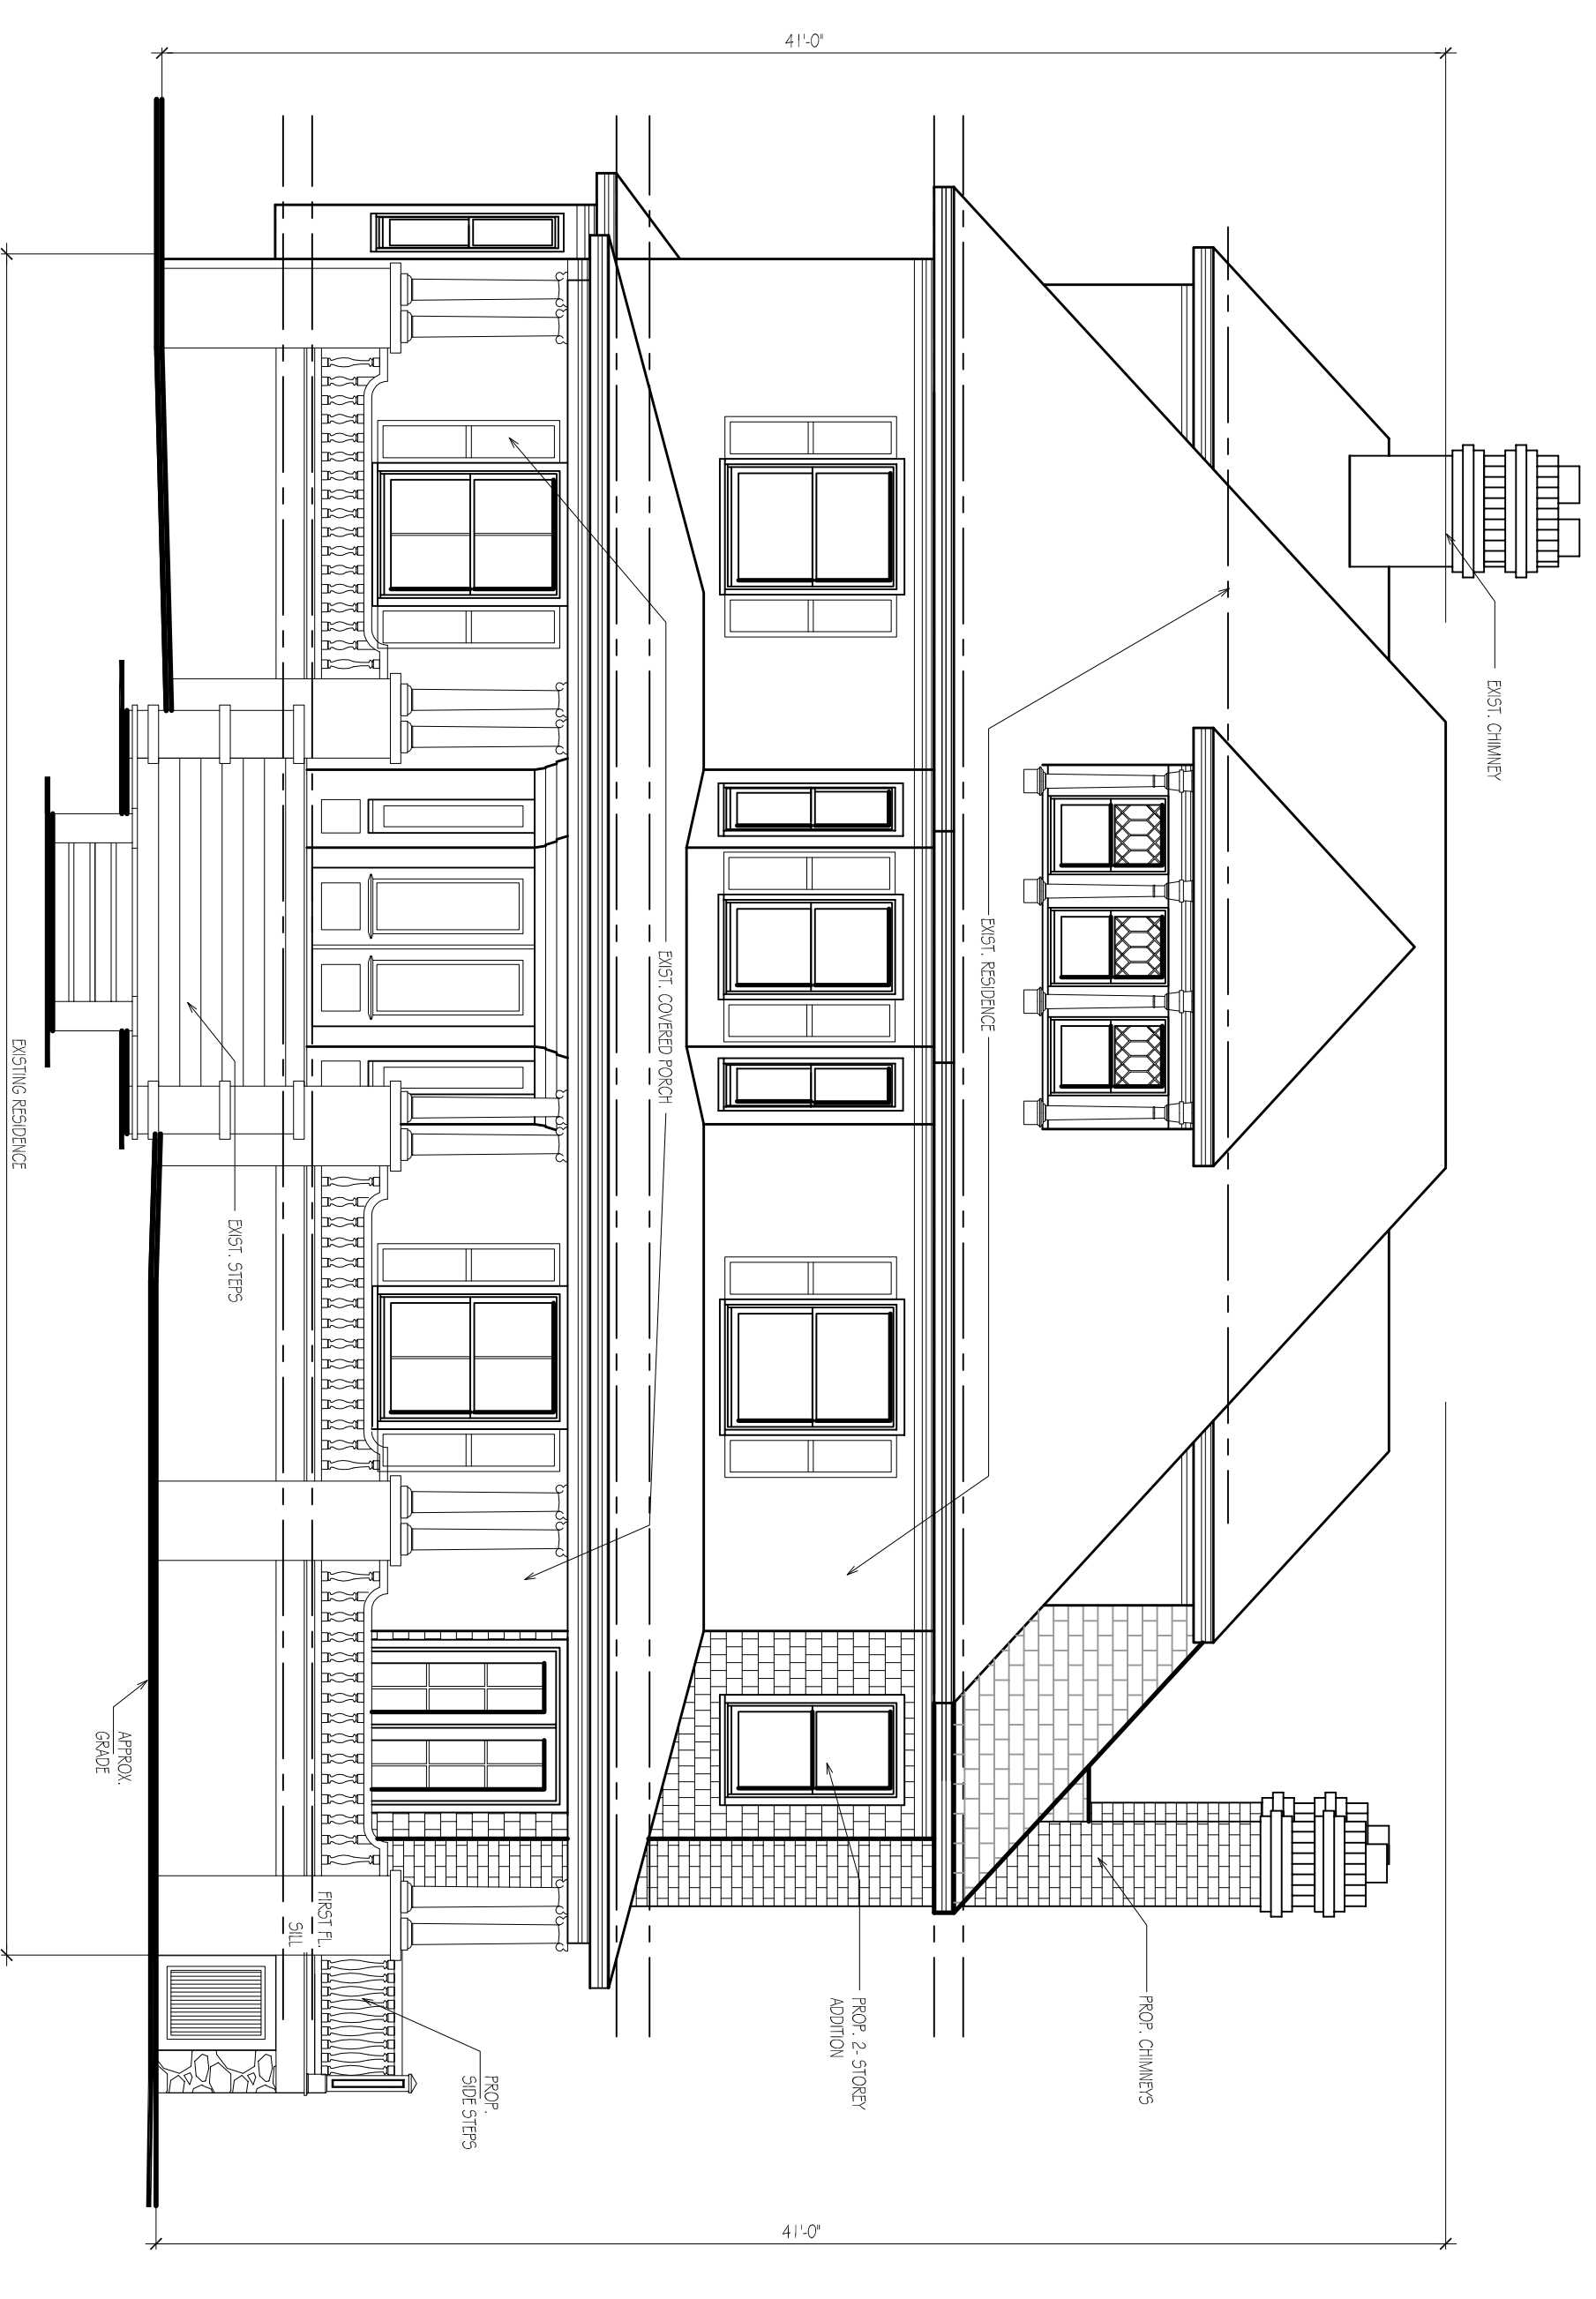 41'-0"
EXIST. CHIMNEY
EXIST. RESIDENCE
EXIST. COVERED PORCH
EXIST. STEPS
EXISTING RESIDENCE
APPROX.
GRADE
FIRST FL.
SILL
PROP. CHIMNEYS
PROP. 2- STOREY
ADDITION
PROP.
SIDE STEPS
41'-0"